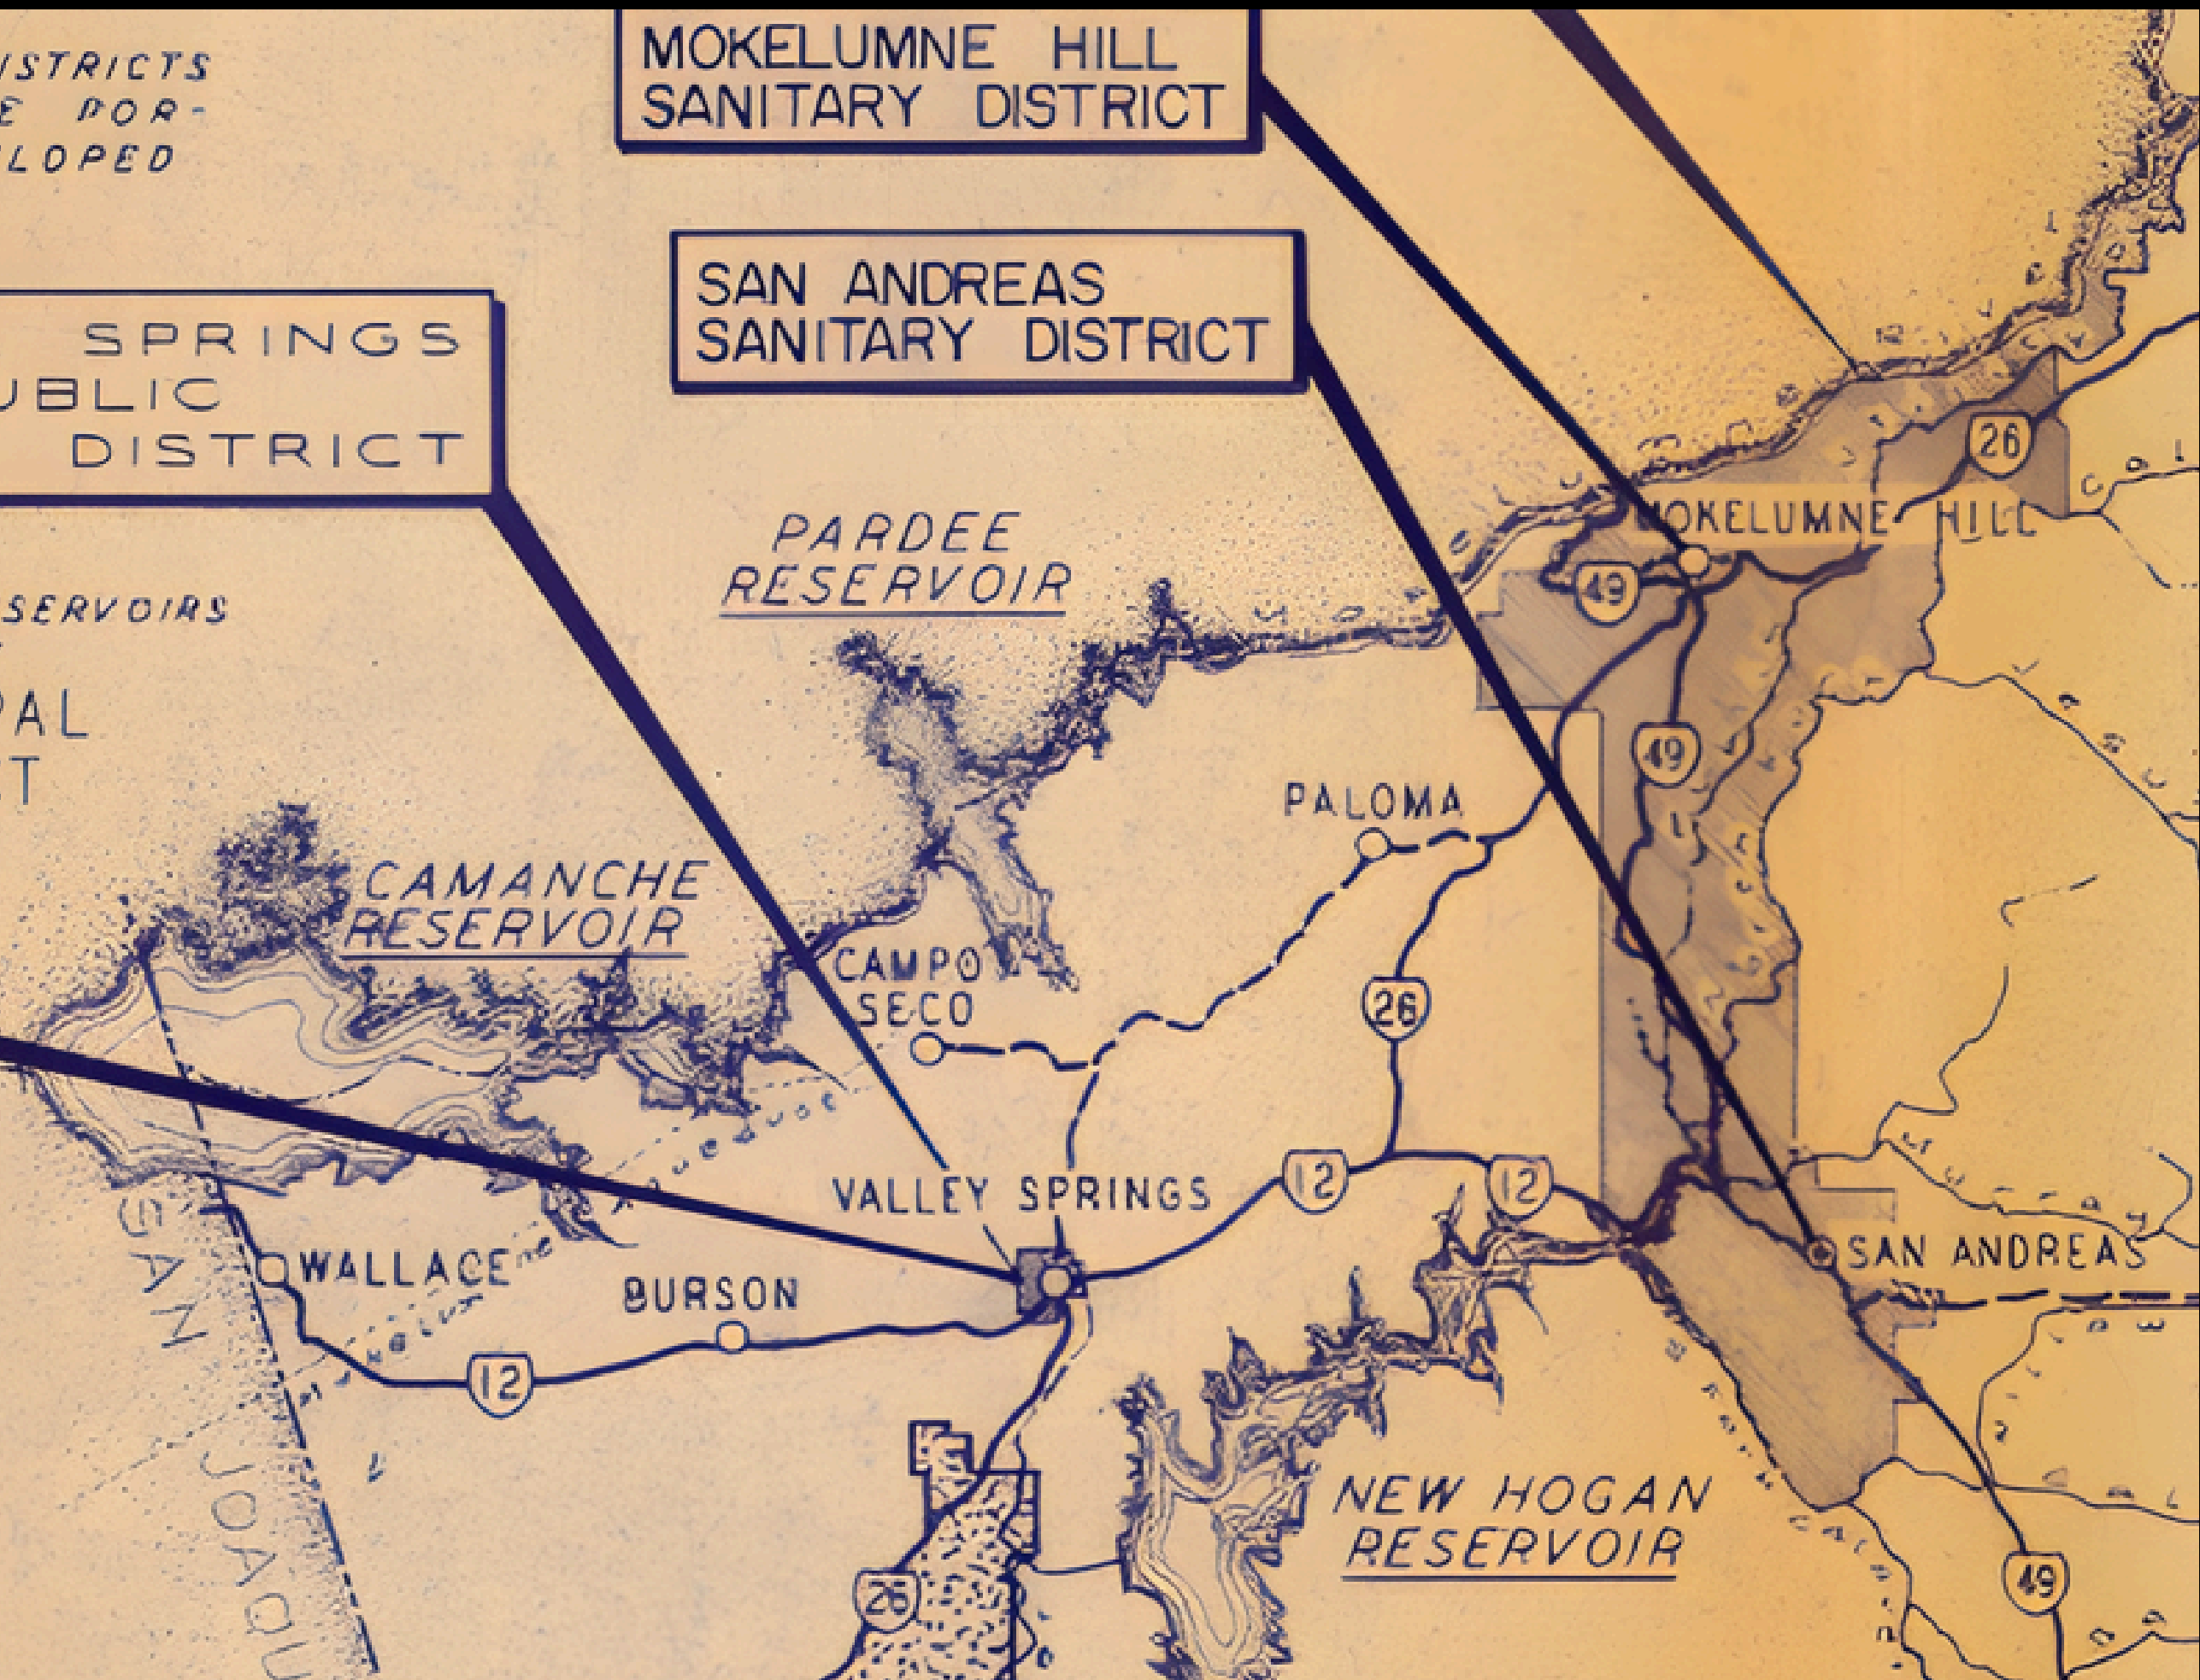 ISTRICTS
E POR-
LOPED
MOKELUMNE HILL
SANITARY DISTRICT
SAN ANDREAS
SANITARY DISTRICT
SPRINGS
UBLIC
DISTRICT
26
MOKELUMNE HILL
PARDEE
RESERVOIR
49
SERVOIRS
PAL
CT
49
PALOMA
CAMANCHE
RESERVOIR
CAMPO
SECO
26
12
12
VALLEY SPRINGS
SAN ANDREAS
WALLACE
BURSON
12
SAN JOAQU
NEW HOGAN
RESERVOIR
26
49